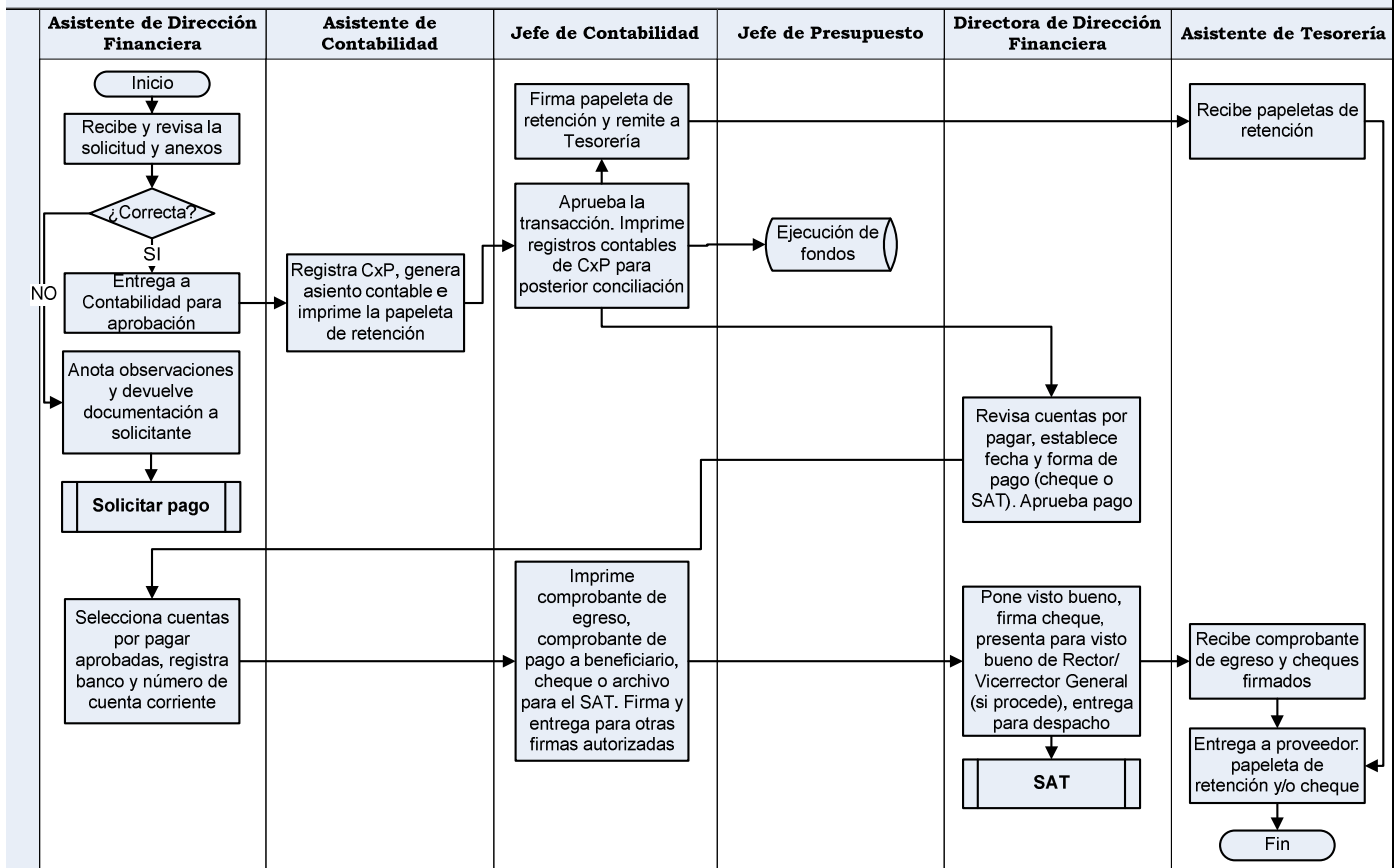 Asistente de Dirección
Financiera
Asistente de
Contabilidad
Jefe de Contabilidad
Jefe de Presupuesto
Directora de Dirección
Financiera
Asistente de Tesorería
Inicio
Recibe y revisa la
solicitud y anexos
¿Correcta?
SI
NO
Entrega a
Contabilidad para
aprobación
Anota observaciones
y devuelve
documentación a
solicitante
Solicitar pago
Selecciona cuentas
por pagar
aprobadas, registra
banco y número de
cuenta corriente
Registra CxP, genera
asiento contable e
imprime la papeleta
de retención
Firma papeleta de
retención y remite a
Tesorería
Aprueba la
transacción. Imprime
registros contables
de CxP para
posterior conciliación
Imprime
comprobante de
egreso,
comprobante de
pago a beneficiario,
cheque o archivo
para el SAT. Firma y
entrega para otras
firmas autorizadas
Ejecución de
fondos
Revisa cuentas por
pagar, establece
fecha y forma de
pago (cheque o
SAT). Aprueba pago
Pone visto bueno,
firma cheque,
presenta para visto
bueno de Rector/
Vicerrector General
(si procede), entrega
para despacho
SAT
Recibe papeletas de
retención
Recibe comprobante
de egreso y cheques
firmados
Entrega a proveedor:
papeleta de
retención y/o cheque
Fin